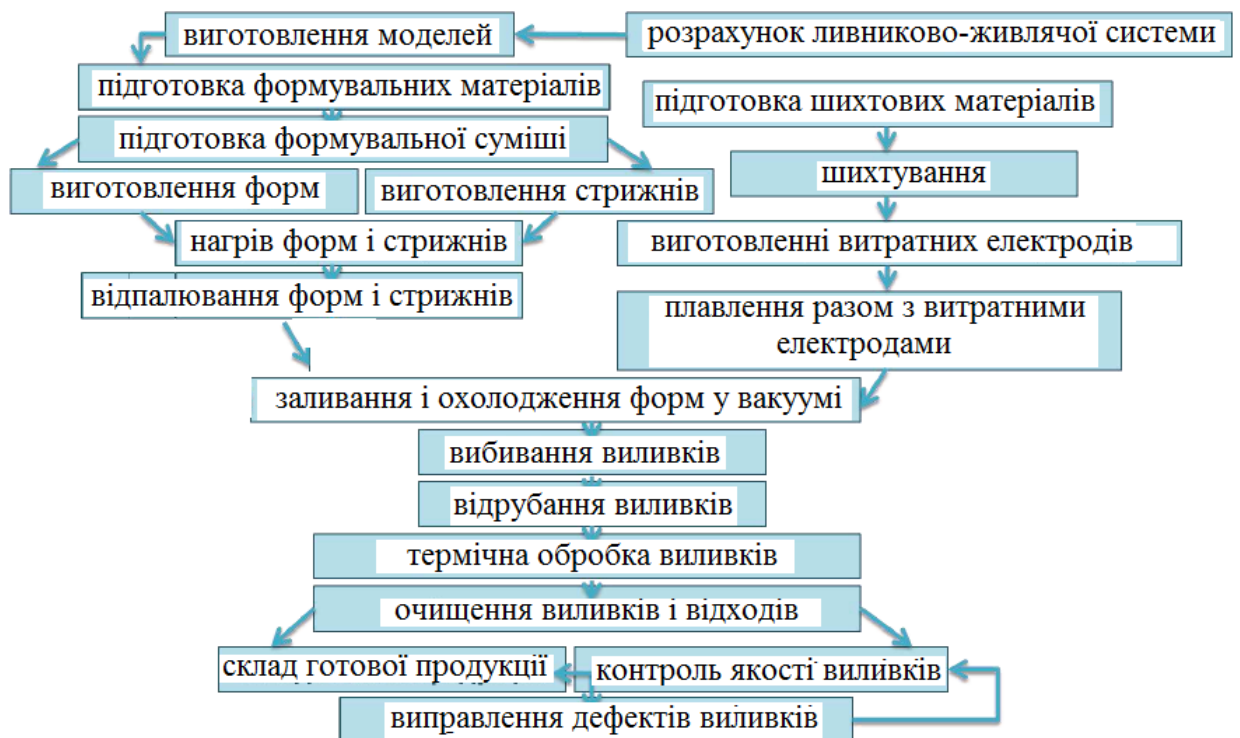 виготовлення моделей
розрахунок ливниково-живлячої системи
підготовка формувальних матеріалів
підготовка шихтових матеріалів
підготовка формувальної суміші
шихтування
виготовлення форм
виготовлення стрижнів
нагрів форм і стрижнів
виготовленні витратних електродів
відпалювання форм і стрижнів
плавлення разом з витратними
електродами
заливання і охолодження форм у вакуумі
вибивання виливків
відрубання виливків
термічна обробка виливків
очищення виливків і відходів
склад готової продукції
контроль якості виливків
виправлення дефектів виливків